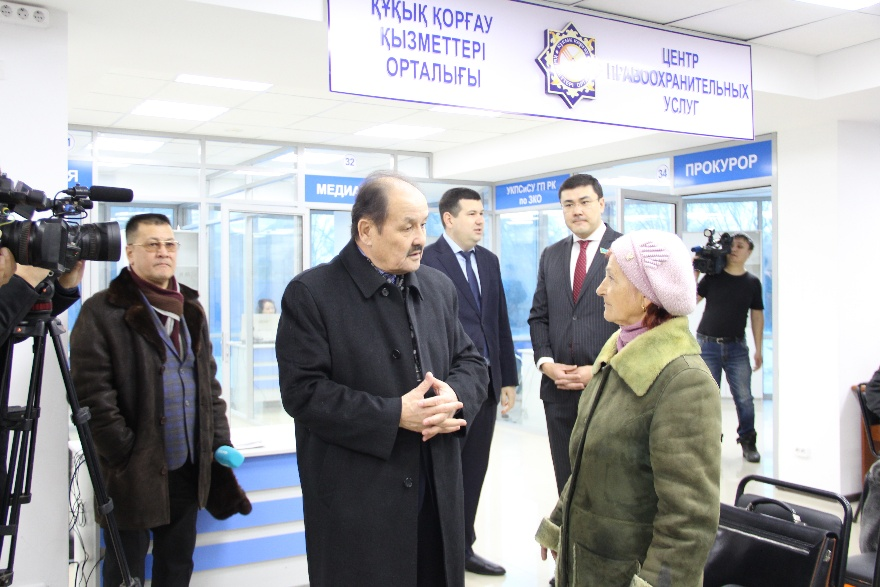 ҚҰҚЫҚ ҚОРҒАУ
ҚЫЗМЕТТЕРІ
ОРТАЛЫҒЫ
ЦЕНТР
ПРАВООХРАНИТЕЛЬНЫХ
УСЛУГ
32
МЕДИА
УКПСиСУ ГП РК
по ЗКО
34
ПРОКУРОР